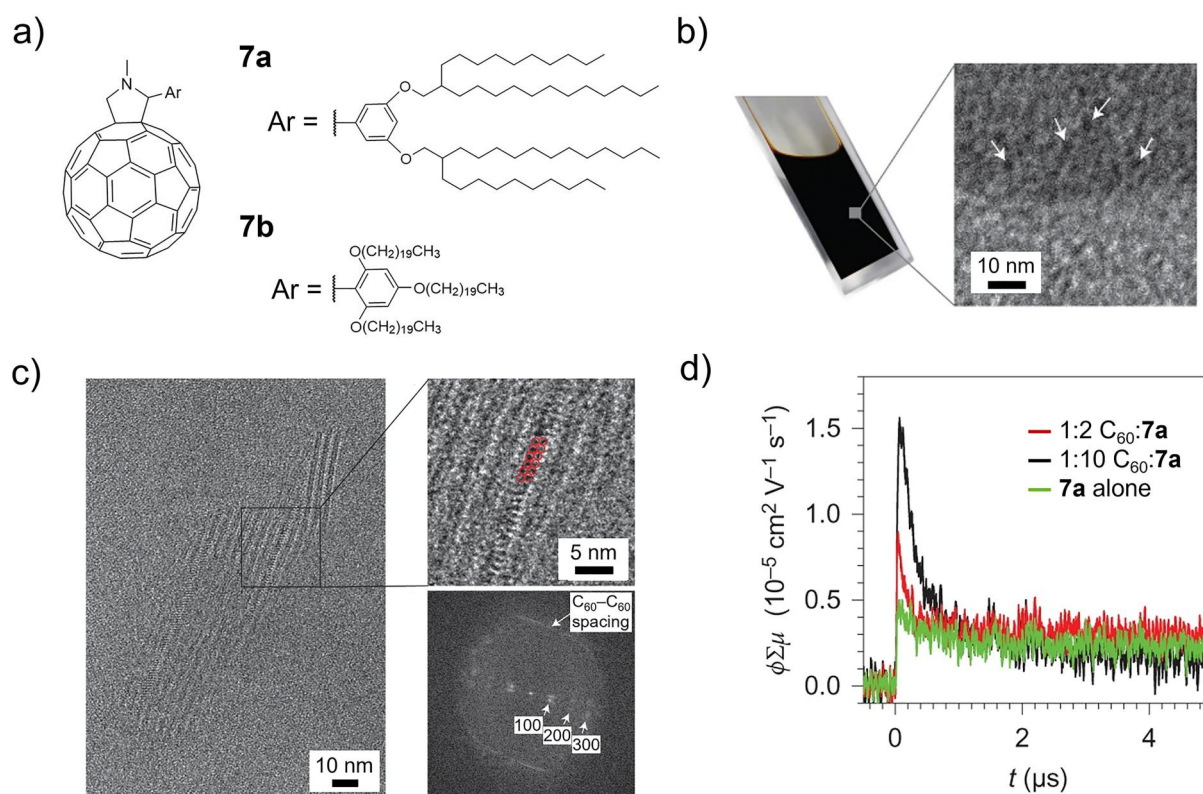 a)
7a
N
Ar
Ar =
O
O
7b
Ar =
O(CH₂)₁₉CH₃
O(CH₂)₁₉CH₃
O(CH₂)₁₉CH₃
b)
10 nm
c)
10 nm
5 nm
C₆₀–C₆₀
spacing
100
200
300
d)
1:2 C₆₀:7a
1:10 C₆₀:7a
7a alone
ϕΣμ (10⁻⁵ cm² V⁻¹ s⁻¹)
1.5
1.0
0.5
0.0
0 2 4
t (μs)